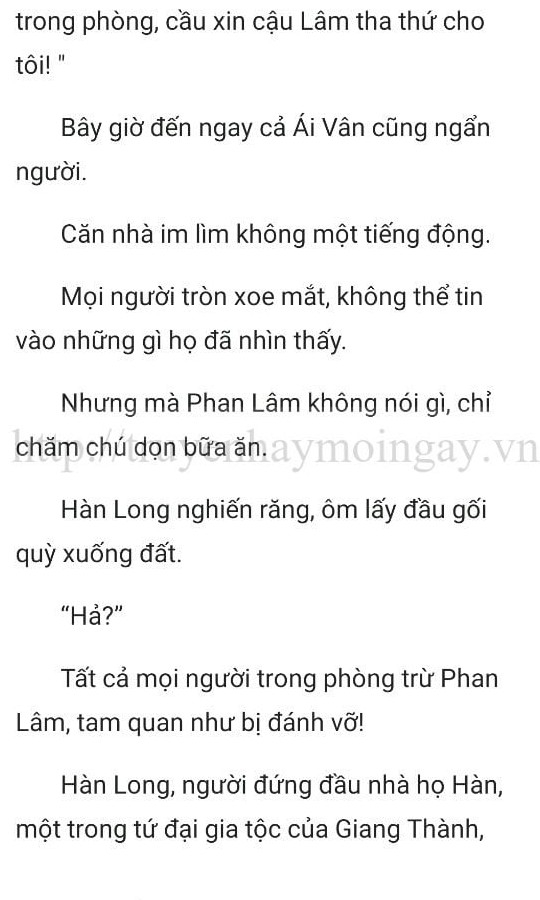 trong phòng, cầu xin cậu Lâm tha thứ cho
tôi! "
Bây giờ đến ngay cả Ái Vân cũng ngẩn
người.
Căn nhà im lìm không một tiếng động.
Mọi người tròn xoe mắt, không thể tin
vào những gì họ đã nhìn thấy.
Nhưng mà Phan Lâm không nói gì, chỉ
chăm chú dọn bữa ăn.
http://truyenhaymoingay.vn
Hàn Long nghiến răng, ôm lấy đầu gối
quỳ xuống đất.
“Hả?”
Tất cả mọi người trong phòng trừ Phan
Lâm, tam quan như bị đánh vỡ!
Hàn Long, người đứng đầu nhà họ Hàn,
một trong tứ đại gia tộc của Giang Thành,